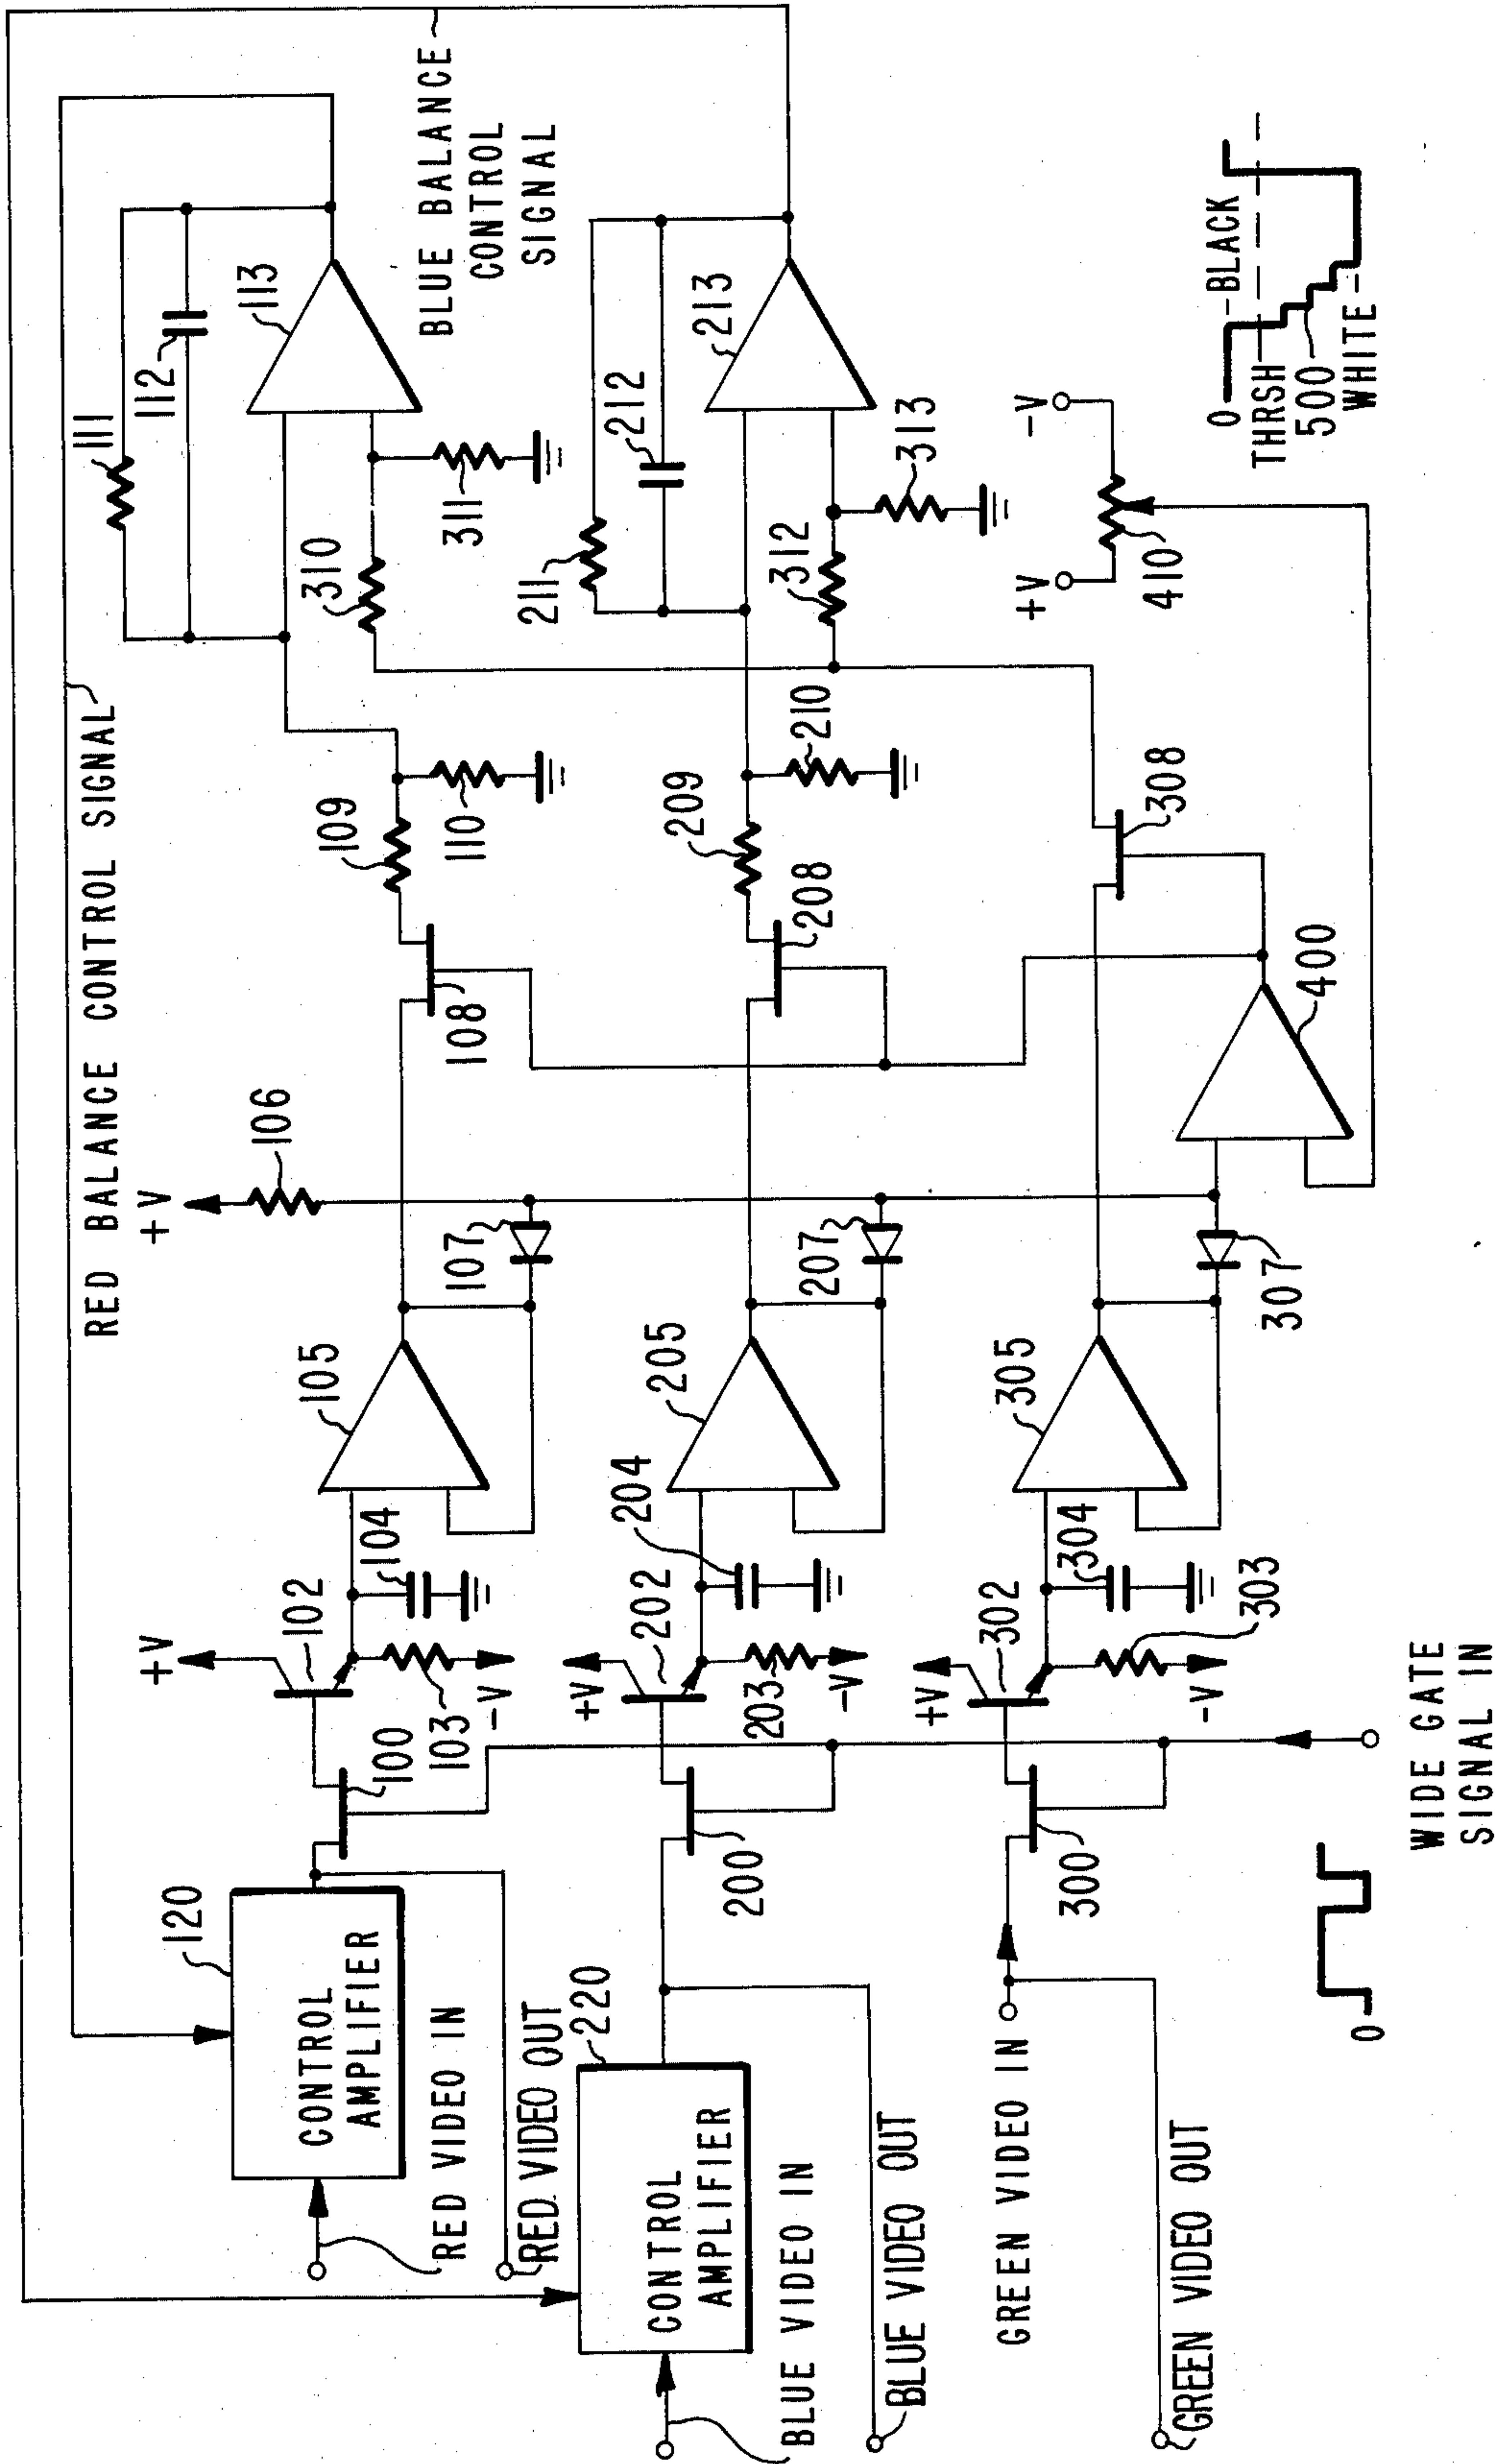 RED BALANCE CONTROL SIGNAL
BLUE BALANCE
CONTROL
SIGNAL
120
CONTROL
AMPLIFIER
RED VIDEO IN
RED VIDEO OUT
100
+V
102
103
-V
104
105
+V
106
107
108
109
110
111
112
113
310
311
220
CONTROL
AMPLIFIER
BLUE VIDEO IN
BLUE VIDEO OUT
200
+V
202
203
-V
204
205
207
208
209
210
211
212
213
312
313
GREEN VIDEO IN
GREEN VIDEO OUT
300
+V
302
303
-V
304
305
307
308
400
+V
-V
410
0
WIDE GATE
SIGNAL IN
0
BLACK
THRSH
500
WHITE